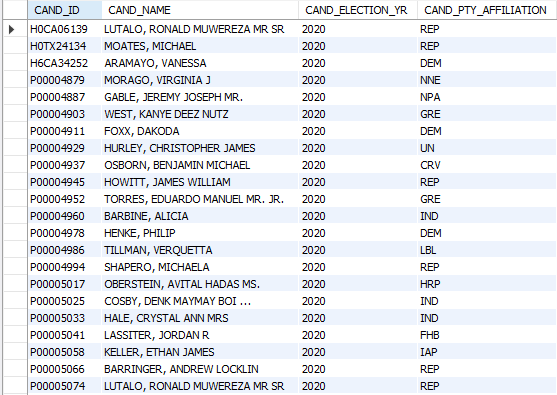 CAND_ID CAND_NAME CAND_ELECTION_YR CAND_PTY_AFFILIATION
H0CA06139 LUTALO, RONALD MUWEREZA MR SR 2020 REP
H0TX24134 MOATES, MICHAEL 2020 REP
H6CA34252 ARAMAYO, VANESSA 2020 DEM
P00004879 MORAGO, VIRGINIA J 2020 NNE
P00004887 GABLE, JEREMY JOSEPH MR. 2020 NPA
P00004903 WEST, KANYE DEEZ NUTZ 2020 GRE
P00004911 FOXX, DAKODA 2020 DEM
P00004929 HURLEY, CHRISTOPHER JAMES 2020 UN
P00004937 OSBORN, BENJAMIN MICHAEL 2020 CRV
P00004945 HOWITT, JAMES WILLIAM 2020 REP
P00004952 TORRES, EDUARDO MANUEL MR. JR. 2020 GRE
P00004960 BARBINE, ALICIA 2020 IND
P00004978 HENKE, PHILIP 2020 DEM
P00004986 TILLMAN, VERQUETTA 2020 LBL
P00004994 SHAPERO, MICHAELA 2020 REP
P00005017 OBERSTEIN, AVITAL HADAS MS. 2020 HRP
P00005025 COSBY, DENK MAYMAY BOI ... 2020 IND
P00005033 HALE, CRYSTAL ANN MRS 2020 IND
P00005041 LASSITER, JORDAN R 2020 FHB
P00005058 KELLER, ETHAN JAMES 2020 IAP
P00005066 BARRINGER, ANDREW LOCKLIN 2020 REP
P00005074 LUTALO, RONALD MUWEREZA MR SR 2020 REP